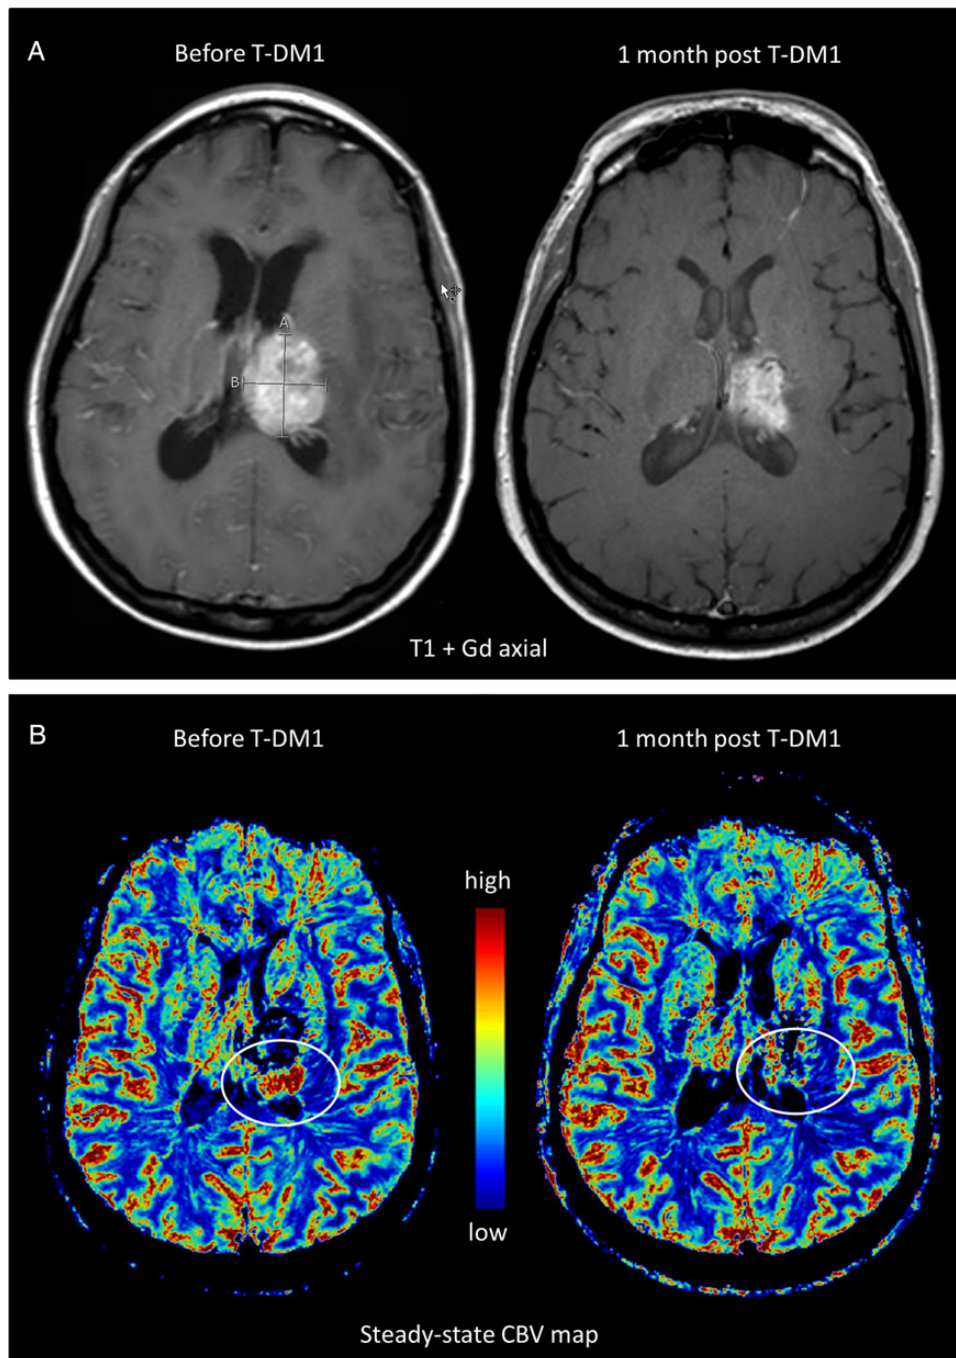 A
Before T-DM1
1 month post T-DM1
A
B
T1 + Gd axial
B
Before T-DM1
1 month post T-DM1
high
low
Steady-state CBV map